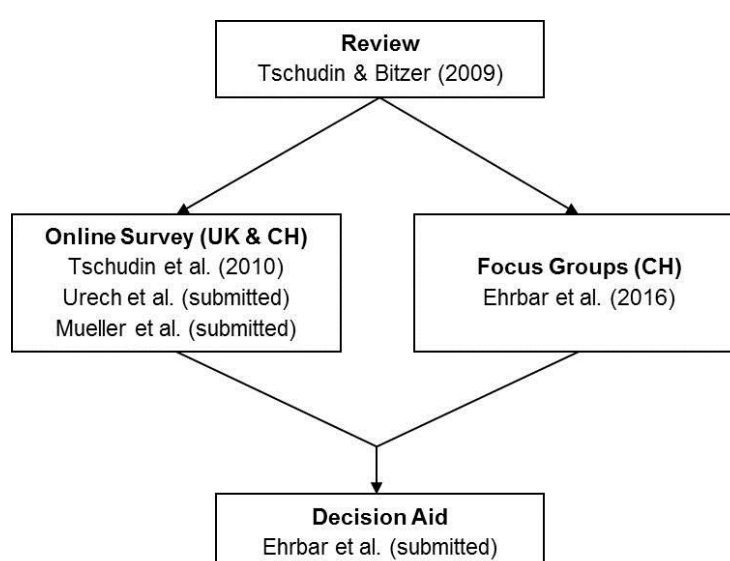 Review
Tschudin & Bitzer (2009)
Online Survey (UK & CH)
Tschudin et al. (2010)
Urech et al. (submitted)
Mueller et al. (submitted)
Focus Groups (CH)
Ehrbar et al. (2016)
Decision Aid
Ehrbar et al. (submitted)